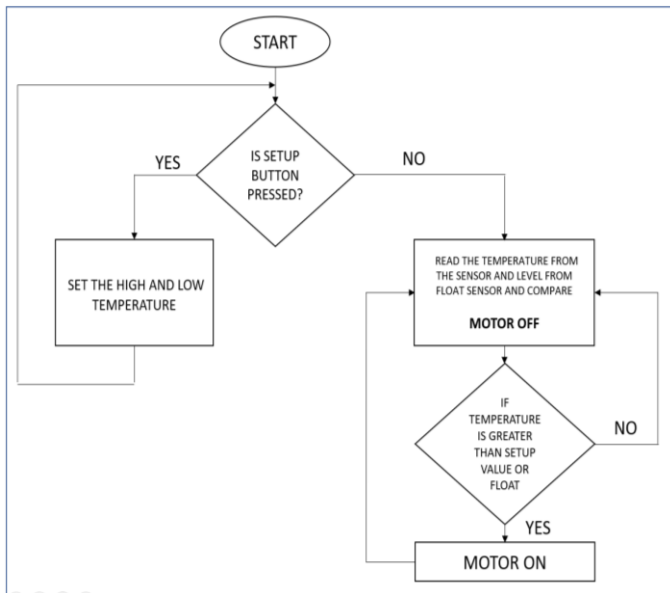 START
IS SETUP
BUTTON
PRESSED?
YES
NO
SET THE HIGH AND LOW
TEMPERATURE
READ THE TEMPERATURE FROM
THE SENSOR AND LEVEL FROM
FLOAT SENSOR AND COMPARE
MOTOR OFF
IF
TEMPERATURE
IS GREATER
THAN SETUP
VALUE OR
FLOAT
NO
YES
MOTOR ON